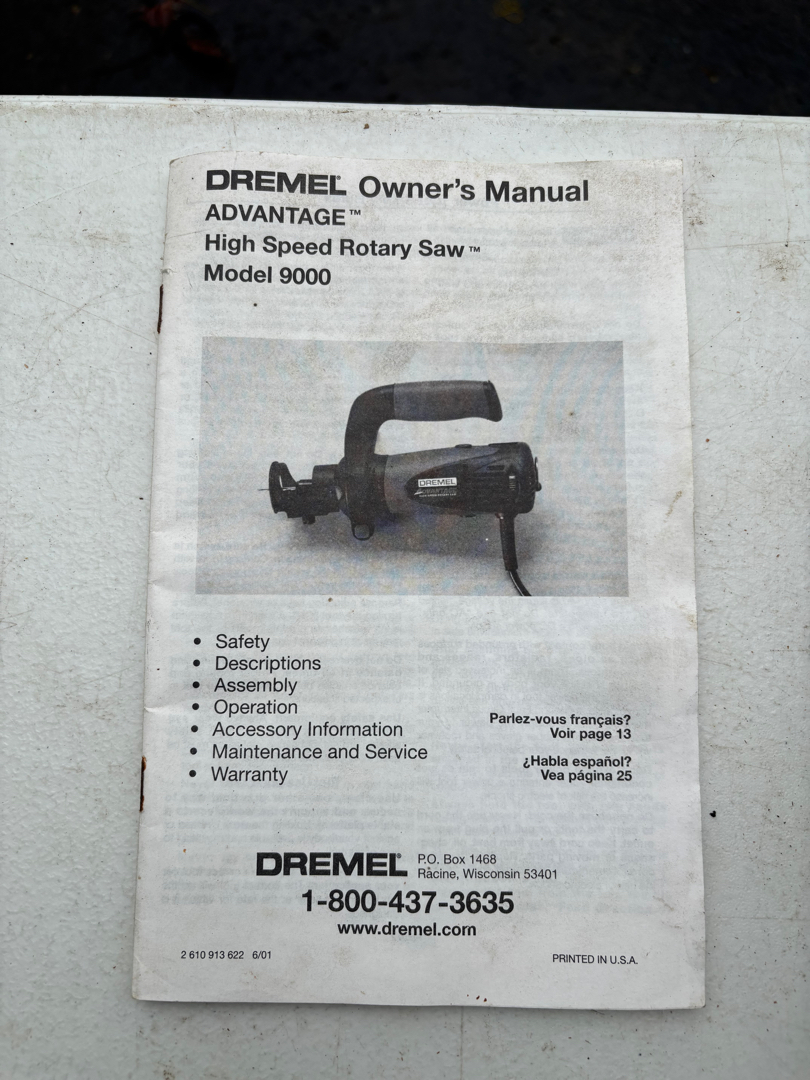 DREMEL Owner's Manual
ADVANTAGE™
High Speed Rotary Saw™
Model 9000
DREMEL
• Safety
• Descriptions
• Assembly
• Operation
• Accessory Information
• Maintenance and Service
• Warranty
Parlez-vous français?
Voir page 13
¿Habla español?
Vea página 25
DREMEL®
P.O. Box 1468
Racine, Wisconsin 53401
1-800-437-3635
www.dremel.com
2 610 913 622 6/01
PRINTED IN U.S.A.